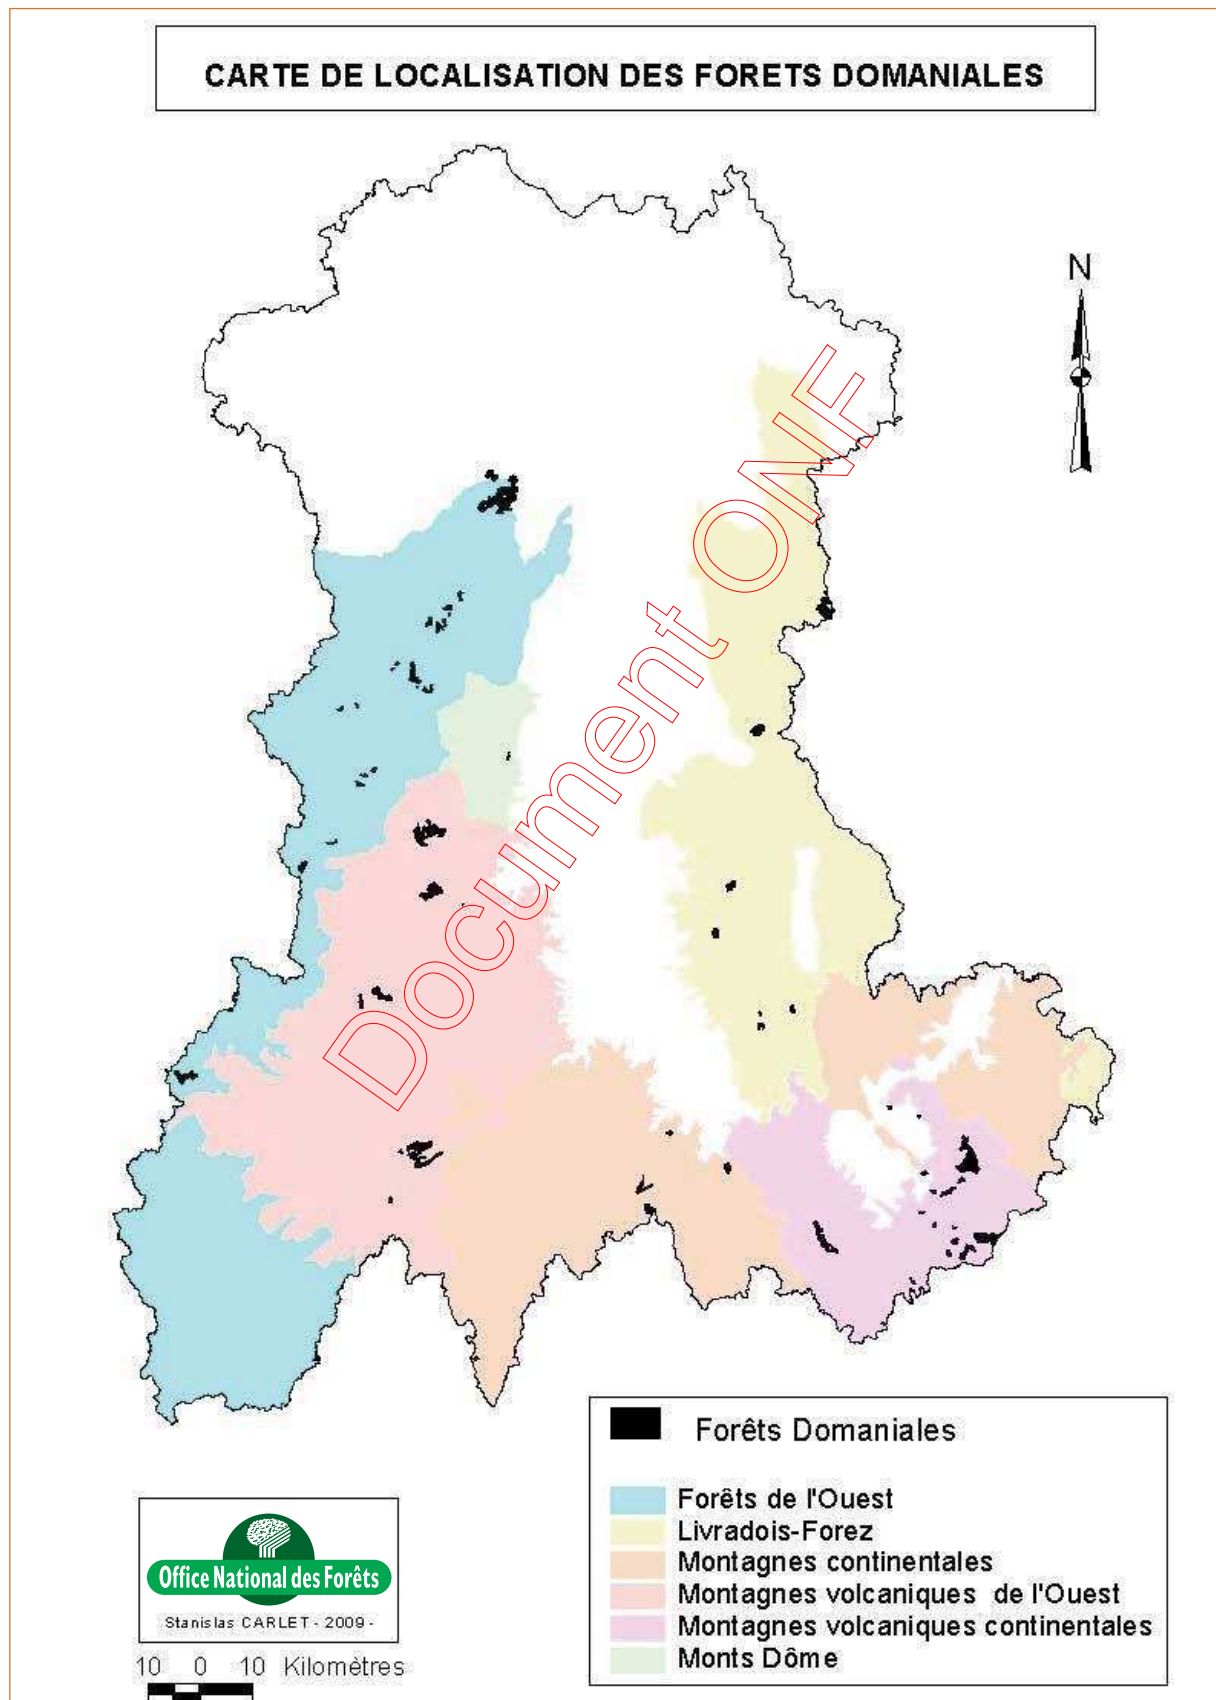 CARTE DE LOCALISATION DES FORETS DOMANIALES
N
Document ONF
Forêts Domaniales
Forêts de l'Ouest
Livradois-Forez
Montagnes continentales
Montagnes volcaniques de l'Ouest
Montagnes volcaniques continentales
Monts Dôme
Office National des Forêts
Stanislas CARLET - 2009 -
10 0 10 Kilomètres